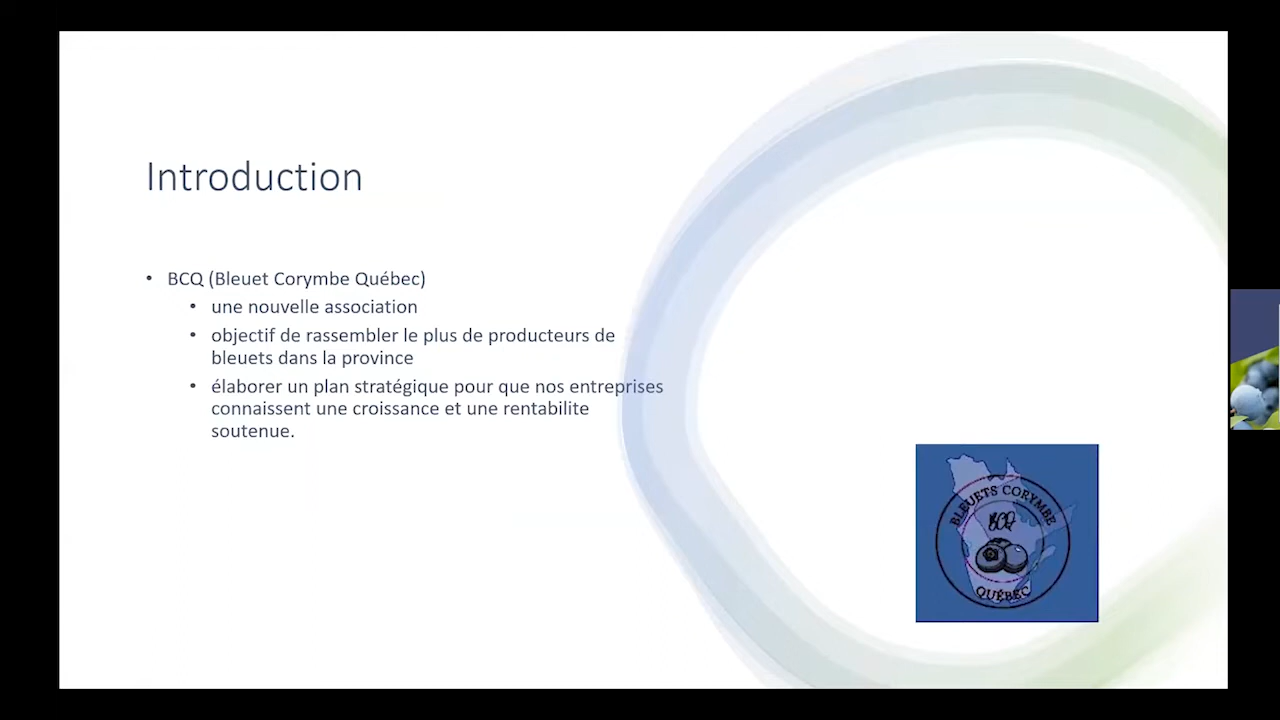 Introduction
• BCQ (Bleuet Corymbe Québec)
• une nouvelle association
• objectif de rassembler le plus de producteurs de
bleuets dans la province
• élaborer un plan stratégique pour que nos entreprises
connaissent une croissance et une rentabilite
soutenue.
BLEUETS CORYMBE
BCQ
QUÉBEC